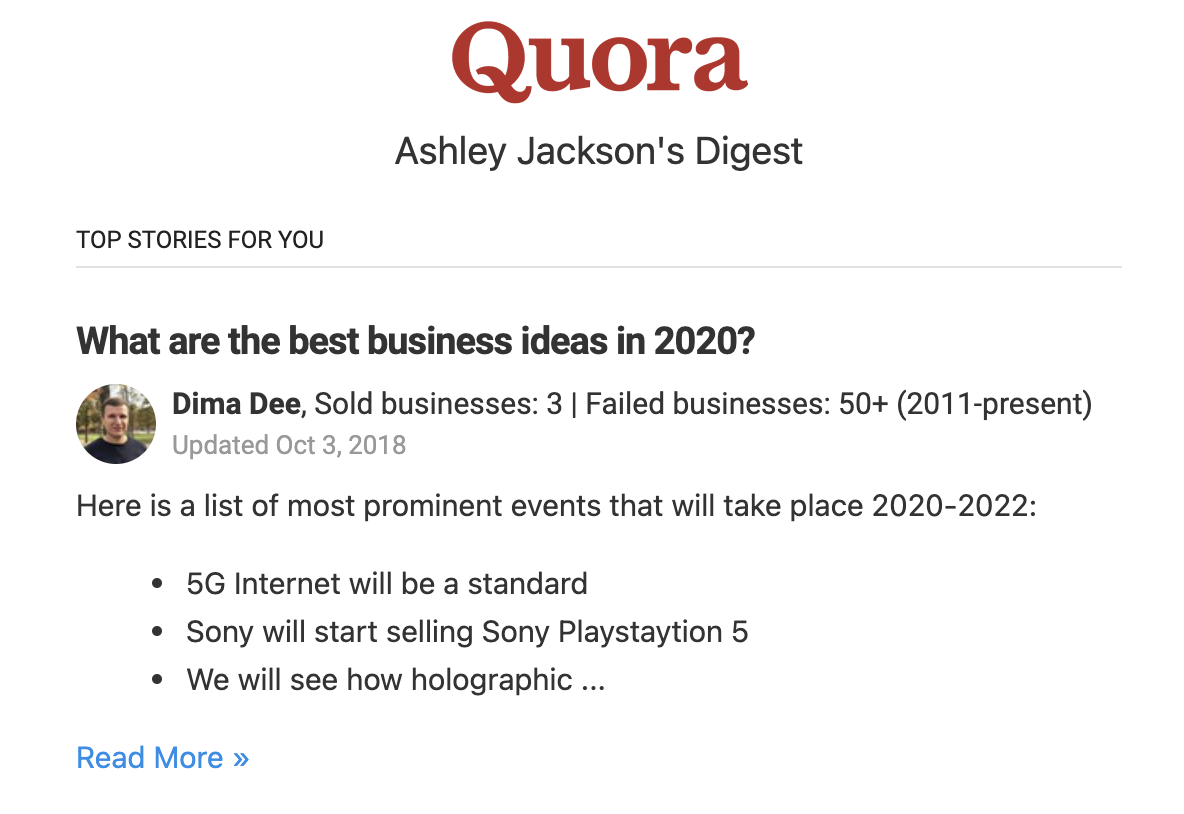 Quora
Ashley Jackson's Digest
TOP STORIES FOR YOU
What are the best business ideas in 2020?
Dima Dee, Sold businesses: 3 | Failed businesses: 50+ (2011-present)
Updated Oct 3, 2018
Here is a list of most prominent events that will take place 2020-2022:
• 5G Internet will be a standard
• Sony will start selling Sony Playstaytion 5
• We will see how holographic ...
Read More »